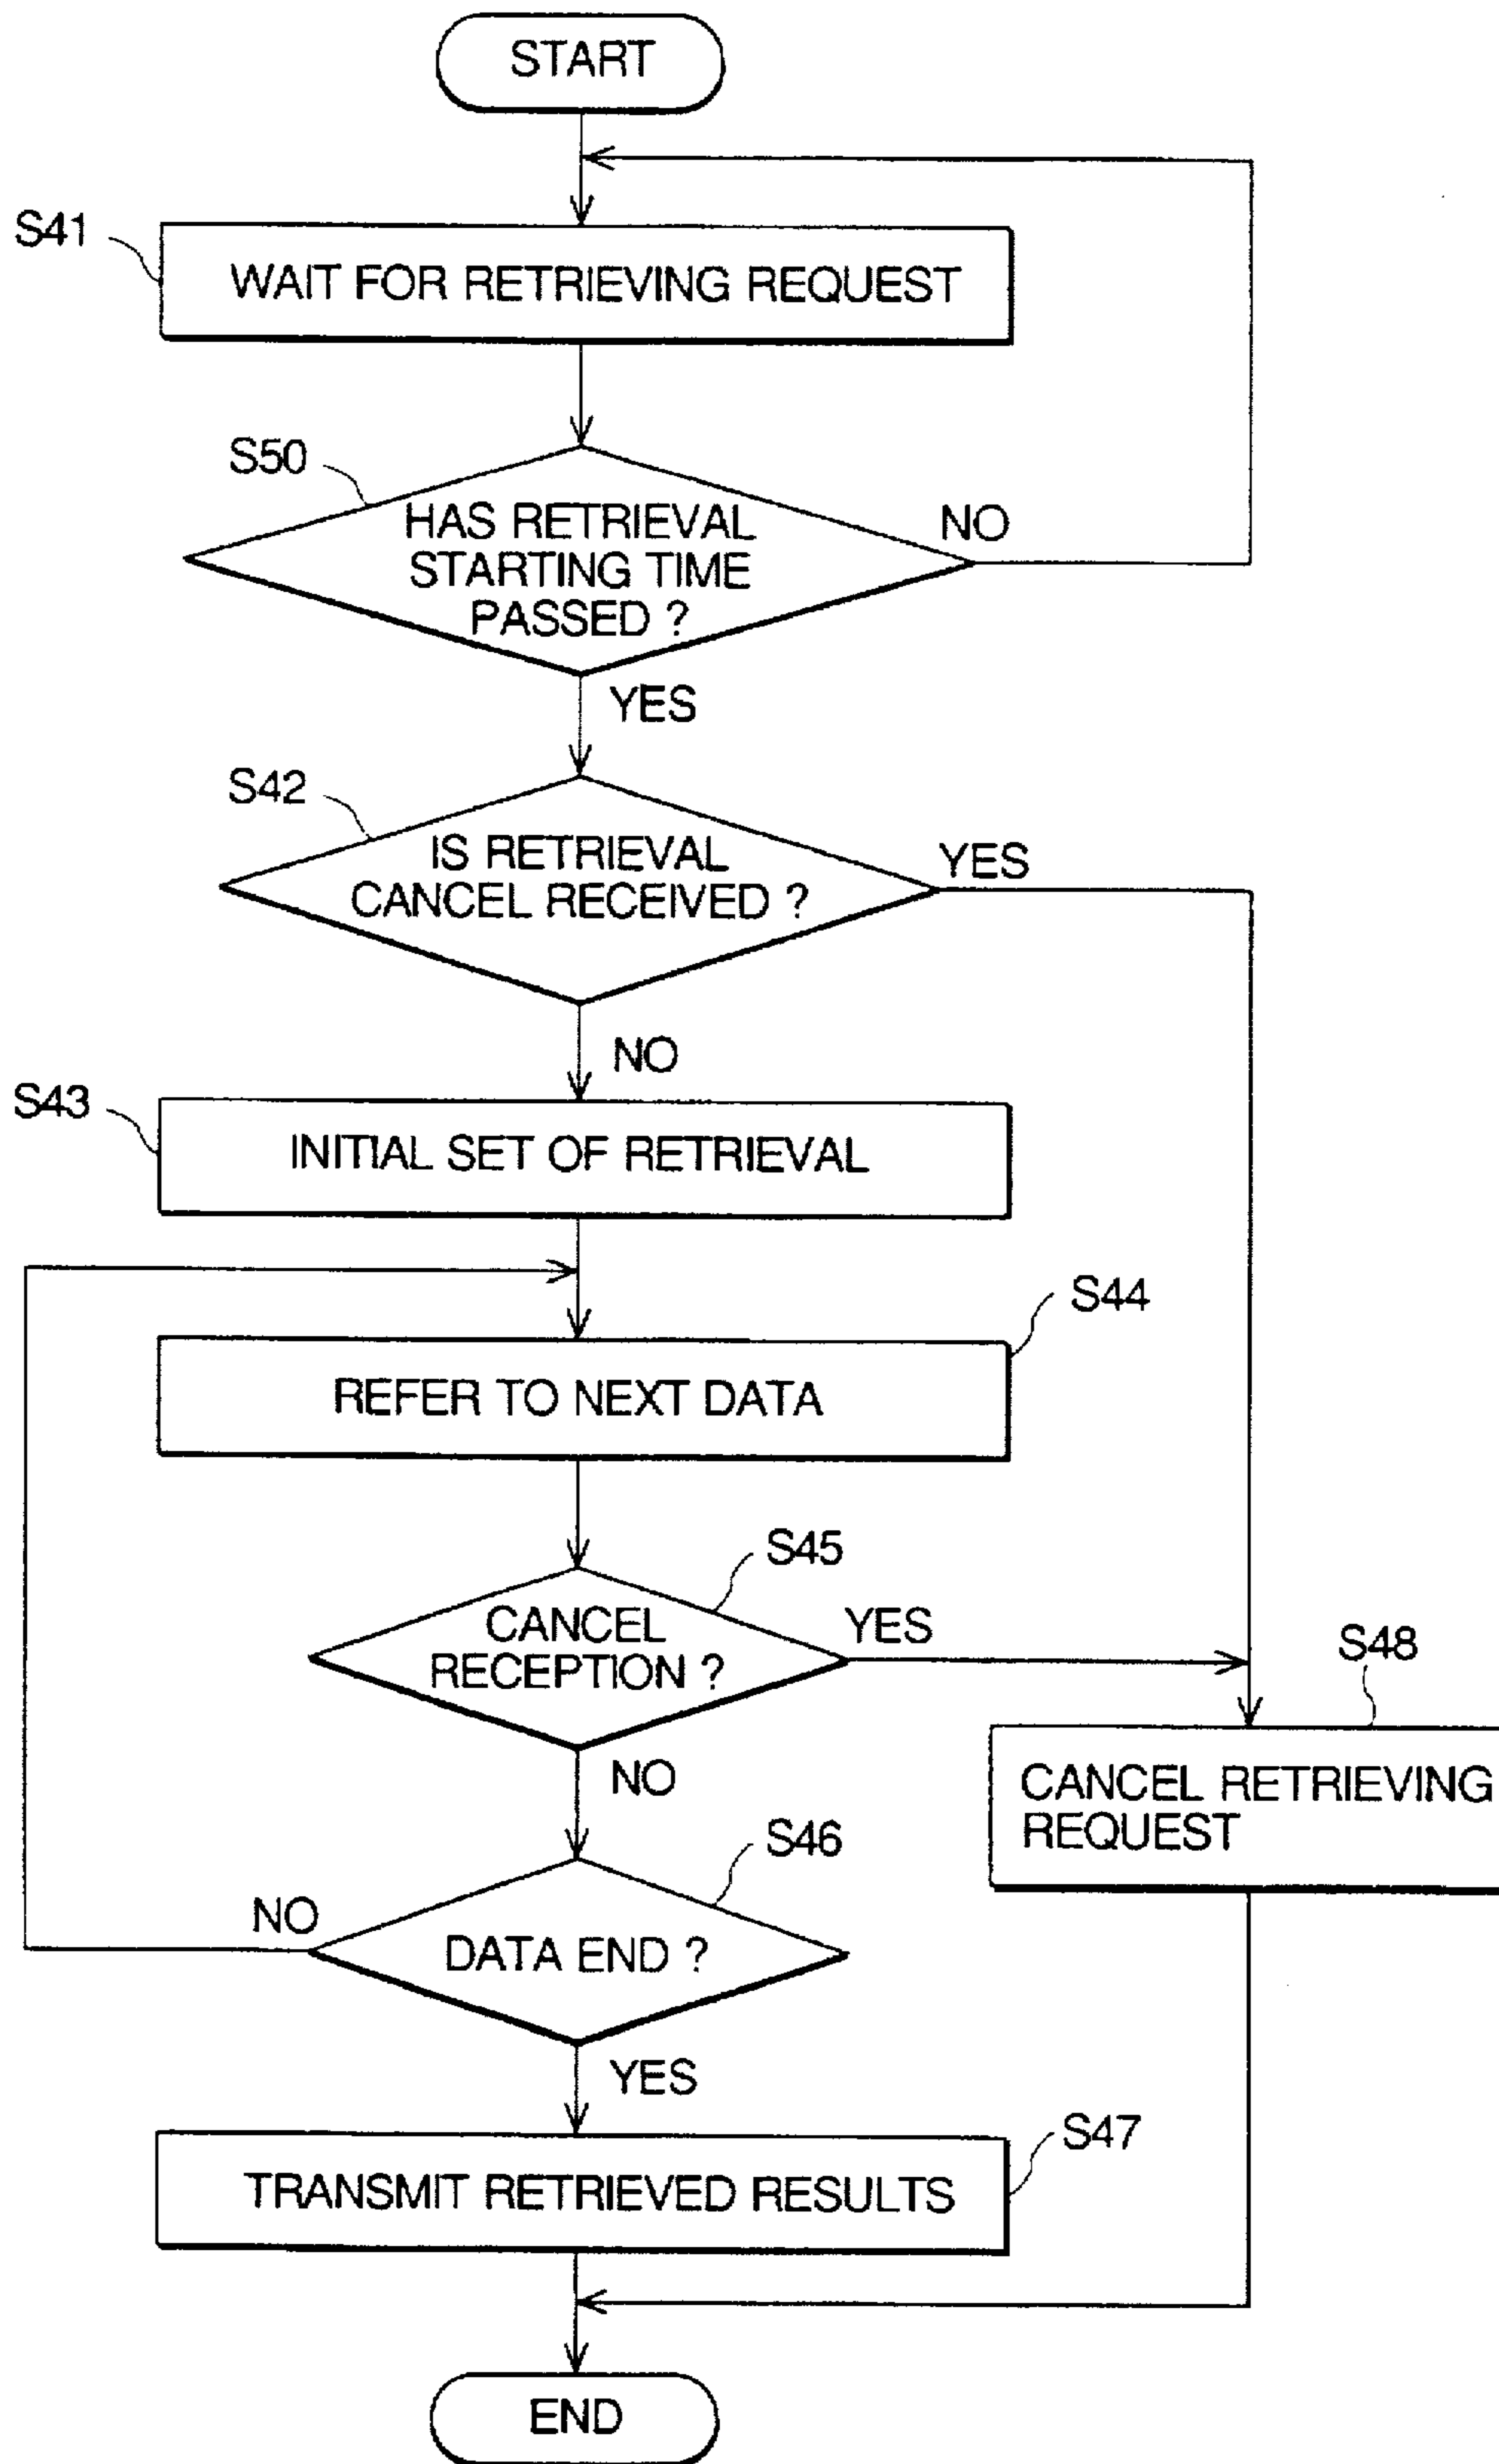 START
S41
WAIT FOR RETRIEVING REQUEST
S50
HAS RETRIEVAL
STARTING TIME
PASSED ?
NO
YES
S42
IS RETRIEVAL
CANCEL RECEIVED ?
YES
NO
S43
INITIAL SET OF RETRIEVAL
S44
REFER TO NEXT DATA
S45
CANCEL
RECEPTION ?
YES
NO
S48
CANCEL RETRIEVING
REQUEST
S46
DATA END ?
NO
YES
S47
TRANSMIT RETRIEVED RESULTS
END